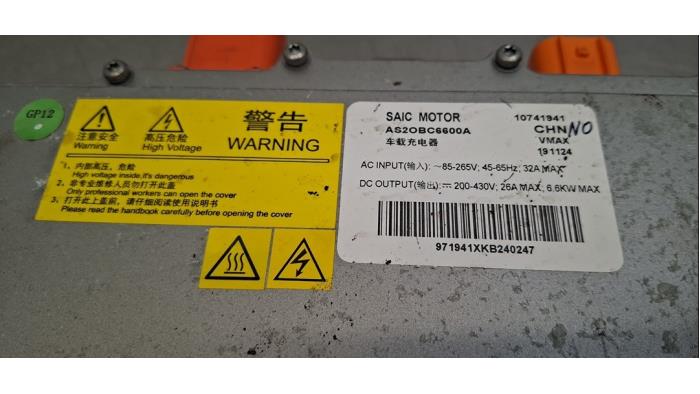 GP12
注意安全
Warning
高压危险
High Voltage
警告
WARNING
1、内部高压，危险
High voltage inside,it's dangerous
2、非专业维修人员勿打开此盖
Only professional workers can open the cover
3、打开上盖前，请仔细阅读使用说明书
Please read the handbook carefully before opening the cover
SAIC MOTOR
10741941
AS2OBC6600A
CHN NO
车载充电器
VMAX
191124
AC INPUT(输入): ~85-265V; 45-65Hz; 32A MAX
DC OUTPUT(输出): ⎓ 200-430V; 26A MAX, 6.6KW MAX
971941XKB240247